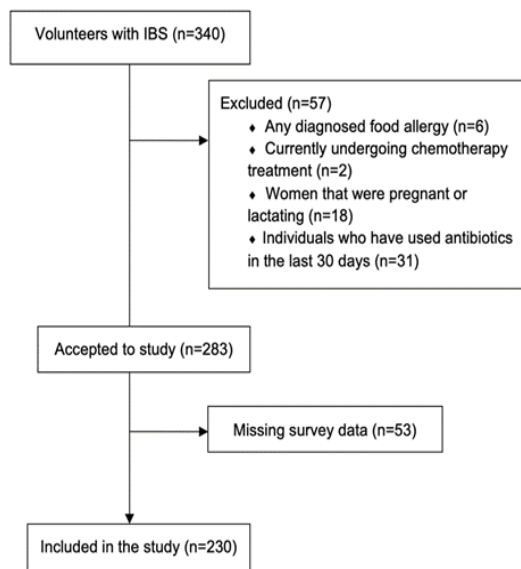 Volunteers with IBS (n=340)
Excluded (n=57)
♦ Any diagnosed food allergy (n=6)
♦ Currently undergoing chemotherapy
treatment (n=2)
♦ Women that were pregnant or
lactating (n=18)
♦ Individuals who have used antibiotics
in the last 30 days (n=31)
Accepted to study (n=283)
Missing survey data (n=53)
Included in the study (n=230)